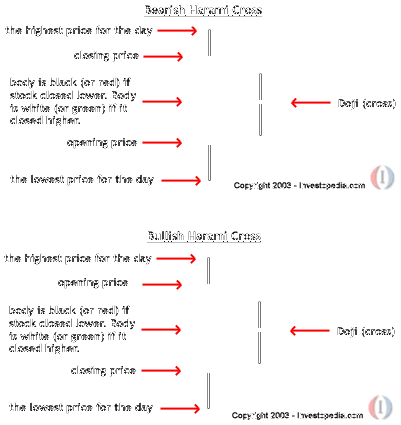 Bearish Harami Cross
the highest price for the day
closing price
body is black (or red) if
stock closed lower. Body
is white (or green) if it
closed higher.
Doji (cross)
opening price
the lowest price for the day
Copyright 2003 - Investopedia.com
Bullish Harami Cross
the highest price for the day
opening price
body is black (or red) if
stock closed lower. Body
is white (or green) if it
closed higher.
Doji (cross)
closing price
the lowest price for the day
Copyright 2003 - Investopedia.com